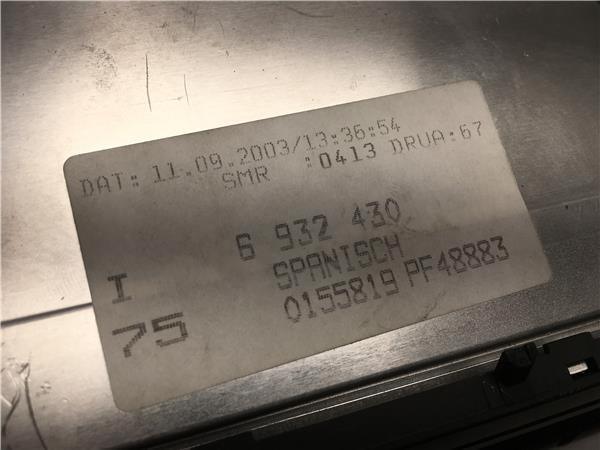 DAT: 11.09.2003/13:36:54
SMR :0413 DRUA:67
6 932 430
I SPANISCH
75 0155819 PF48883